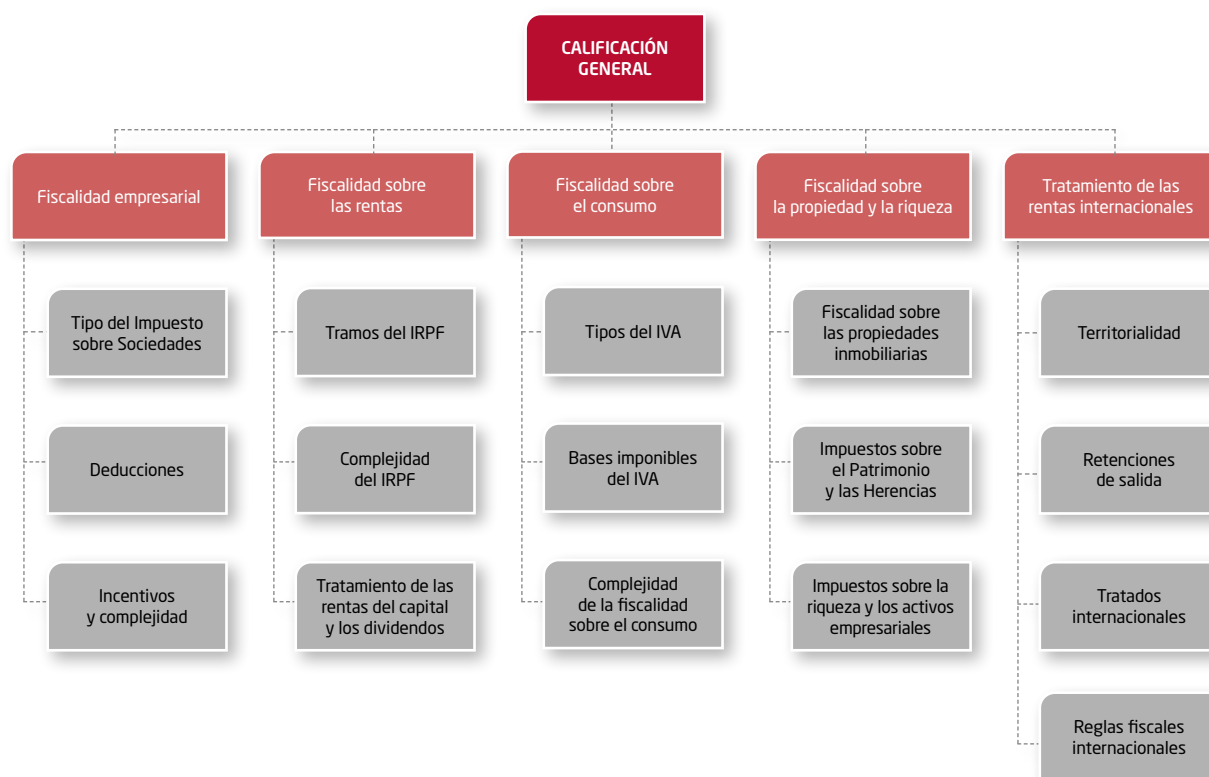 CALIFICACIÓN
GENERAL
Fiscalidad empresarial
Fiscalidad sobre
las rentas
Fiscalidad sobre
el consumo
Fiscalidad sobre
la propiedad y la riqueza
Tratamiento de las
rentas internacionales
Tipo del Impuesto
sobre Sociedades
Deducciones
Incentivos
y complejidad
Tramos del IRPF
Complejidad
del IRPF
Tratamiento de las
rentas del capital
y los dividendos
Tipos del IVA
Bases imponibles
del IVA
Complejidad
de la fiscalidad
sobre el consumo
Fiscalidad sobre
las propiedades
inmobiliarias
Impuestos sobre
el Patrimonio
y las Herencias
Impuestos sobre la
riqueza y los activos
empresariales
Territorialidad
Retenciones
de salida
Tratados
internacionales
Reglas fiscales
internacionales